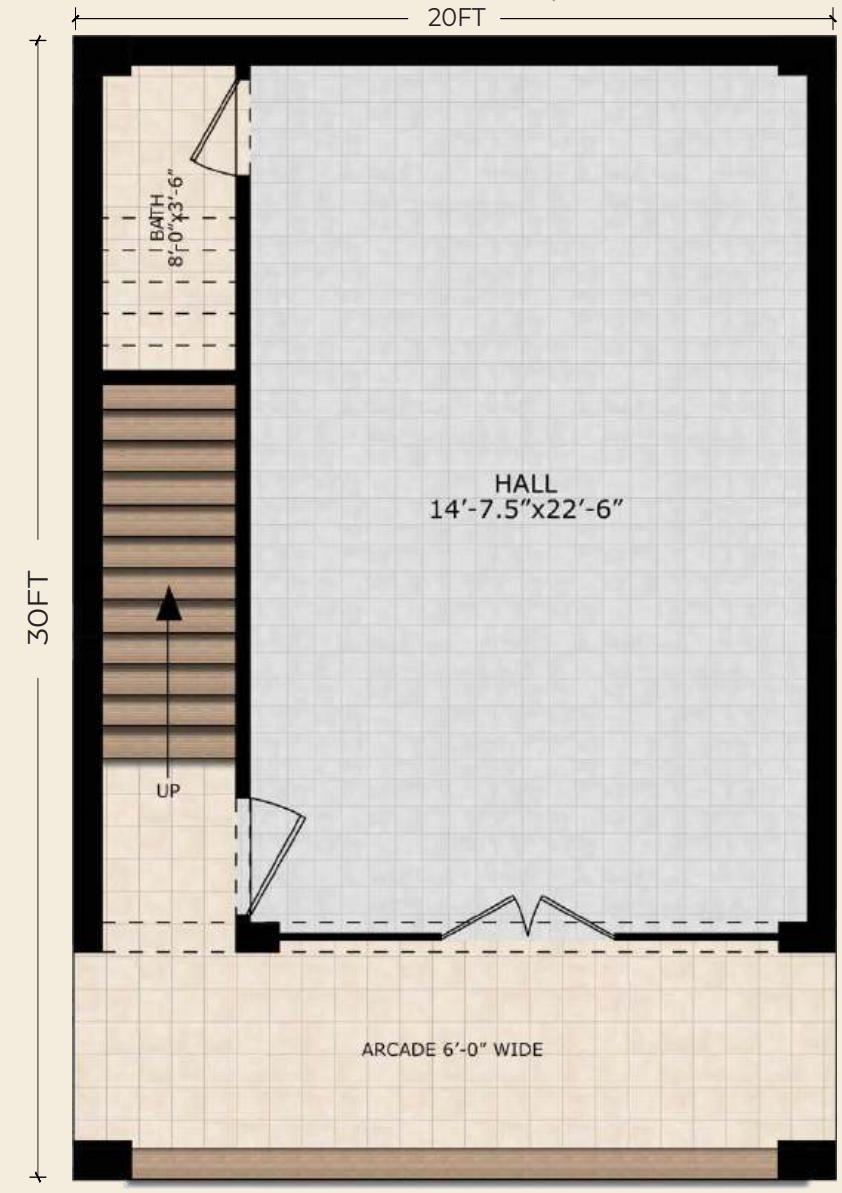 20FT
30FT
BATH
8'-0"x3'-6"
HALL
14'-7.5"x22'-6"
UP
ARCADE 6'-0" WIDE